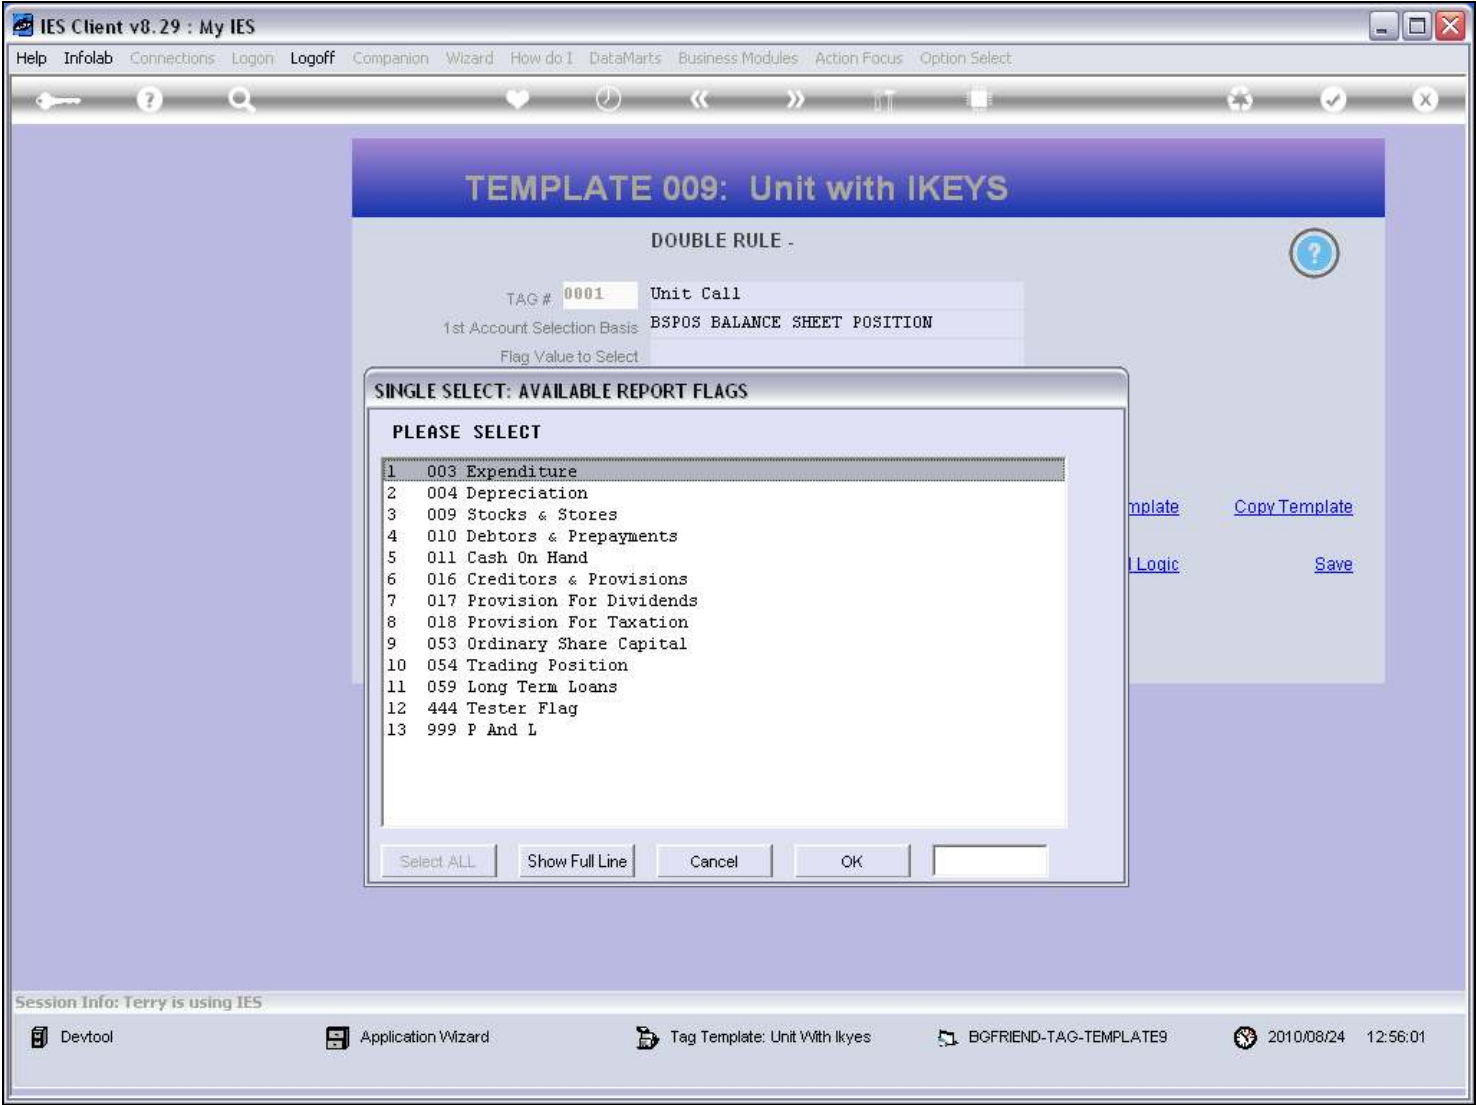 IES Client v8.29 : My IES
Help Infolab Connections Logon Logoff Companion Wizard How do I DataMarts Business Modules Action Focus Option Select
TEMPLATE 009: Unit with IKEYS
DOUBLE RULE -
TAG # 0001 Unit Call
1st Account Selection Basis BSPOS BALANCE SHEET POSITION
Flag Value to Select
SINGLE SELECT: AVAILABLE REPORT FLAGS
PLEASE SELECT
1 003 Expenditure
2 004 Depreciation
3 009 Stocks & Stores
4 010 Debtors & Prepayments
5 011 Cash On Hand
6 016 Creditors & Provisions
7 017 Provision For Dividends
8 018 Provision For Taxation
9 053 Ordinary Share Capital
10 054 Trading Position
11 059 Long Term Loans
12 444 Tester Flag
13 999 P And L
mplate Copy Template
Logic Save
Select ALL Show Full Line Cancel OK
Session Info: Terry is using IES
Devtool Application Wizard Tag Template: Unit With Ikyes BGFRIEND-TAG-TEMPLATE9 2010/08/24 12:56:01